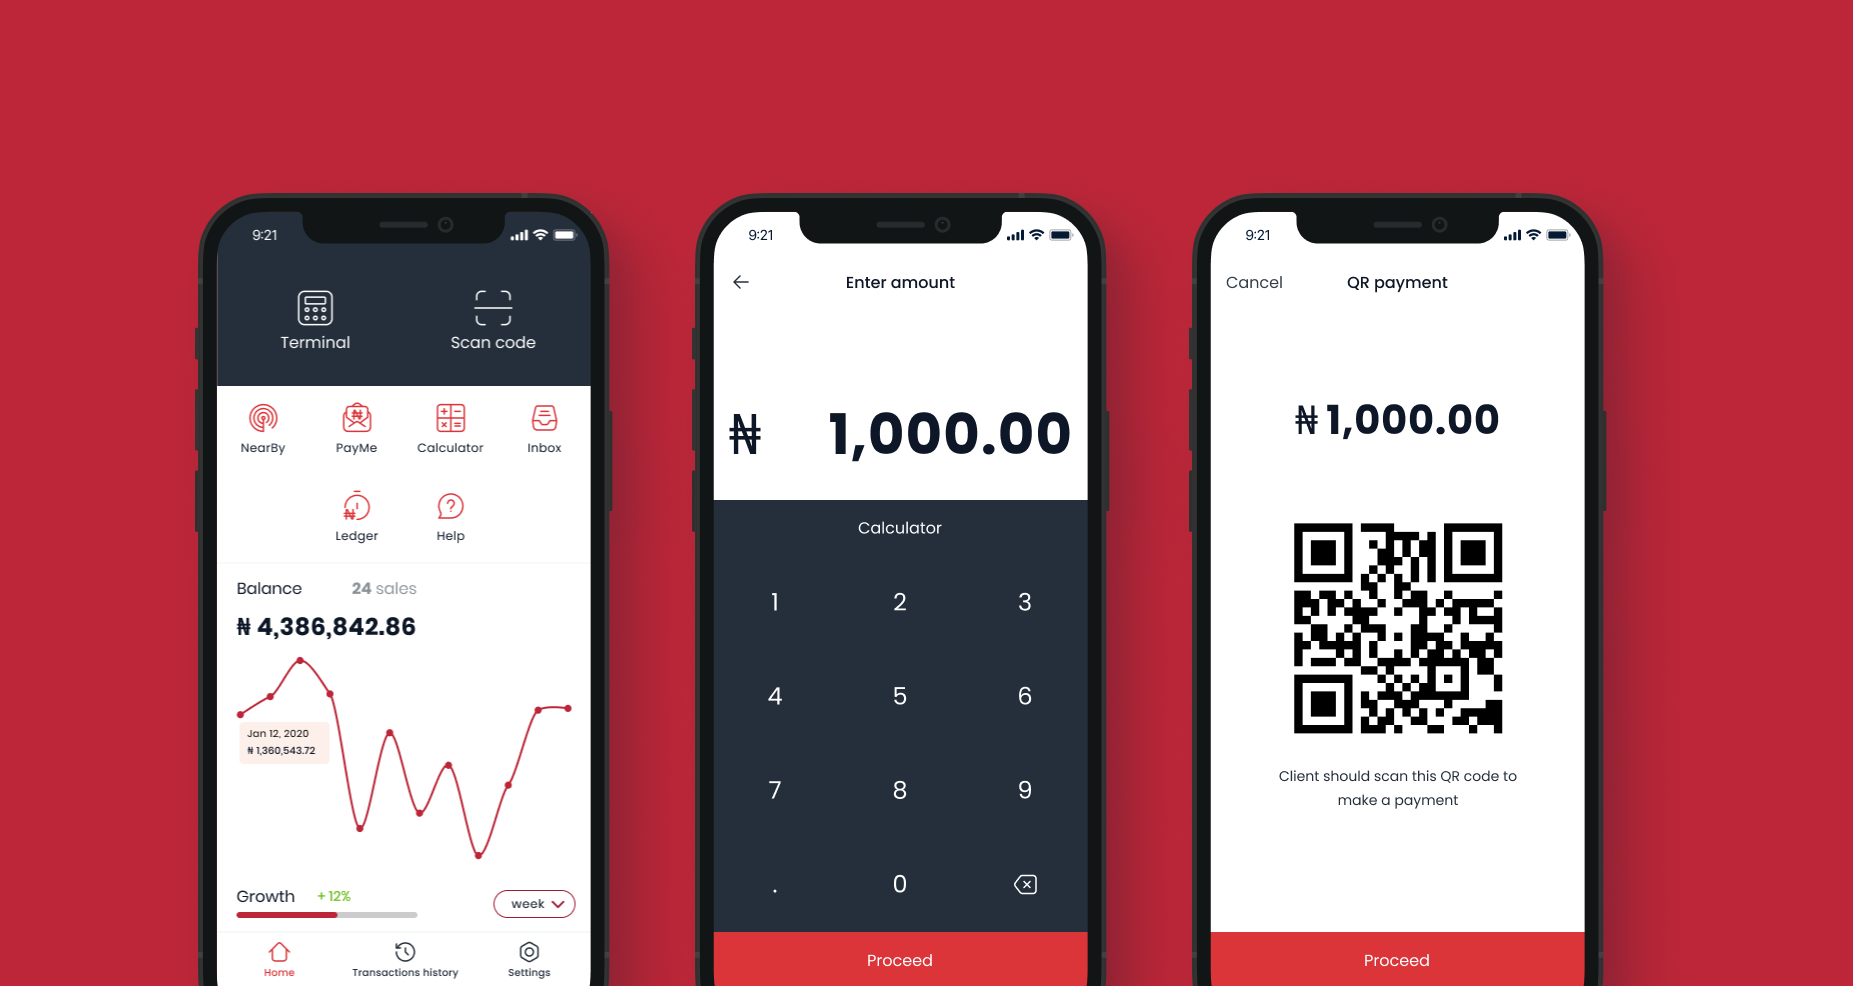 9:21
Terminal
Scan code
NearBy
PayMe
Calculator
Inbox
Ledger
Help
Balance
24 sales
₦ 4,386,842.86
Jan 12, 2020
₦ 1,360,543.72
Growth
+ 12%
week
Home
Transactions history
Settings
9:21
Enter amount
₦ 1,000.00
Calculator
1 2 3
4 5 6
7 8 9
. 0
Proceed
9:21
Cancel
QR payment
₦ 1,000.00
Client should scan this QR code to
make a payment
Proceed